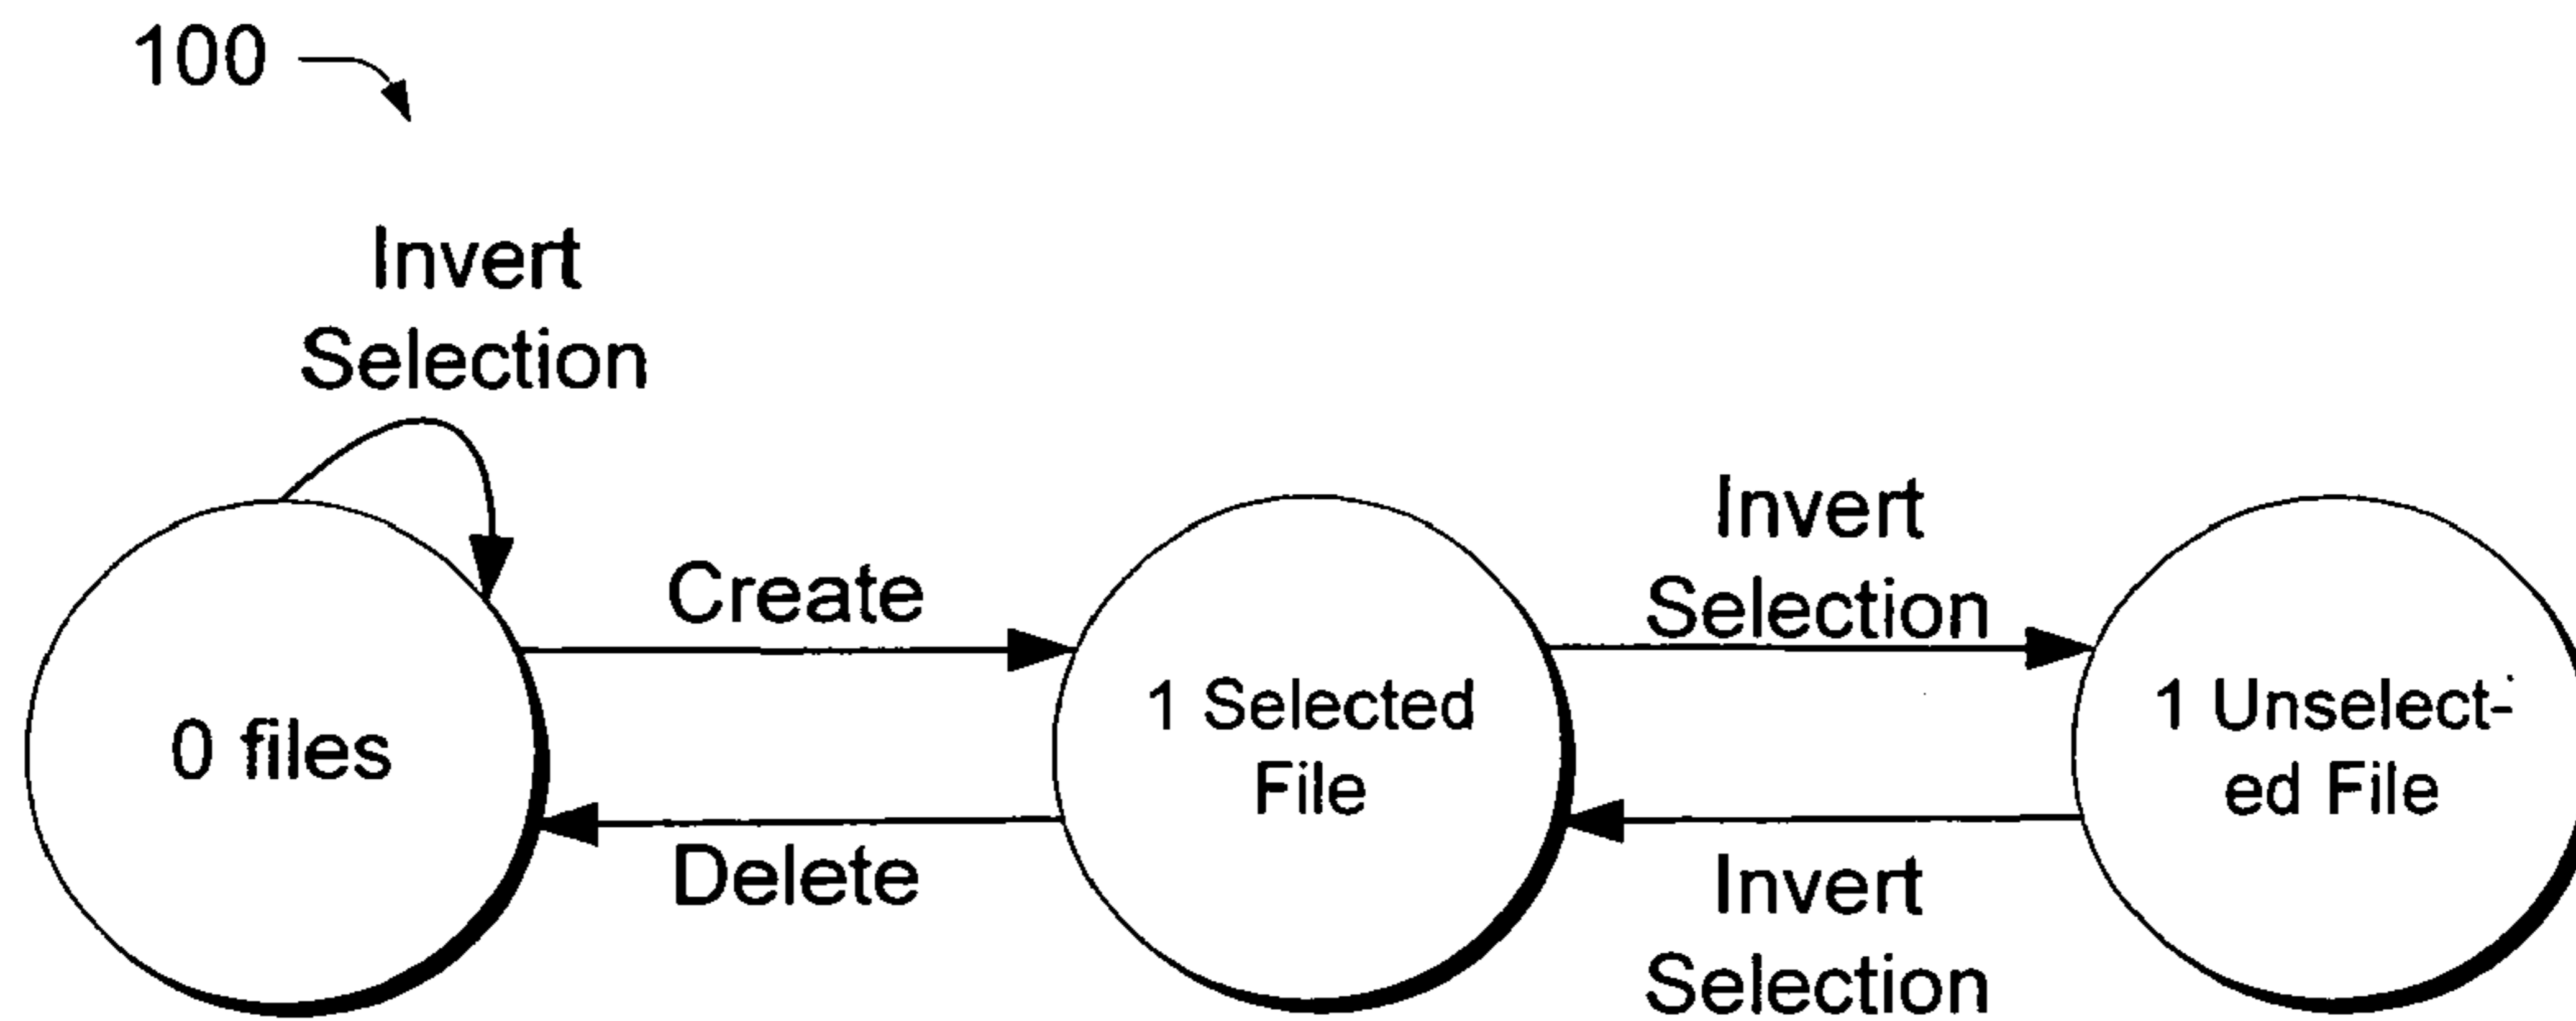 100
Invert
Selection
Create
0 files
Delete
1 Selected
File
Invert
Selection
Invert
Selection
1 Unselect-
ed File